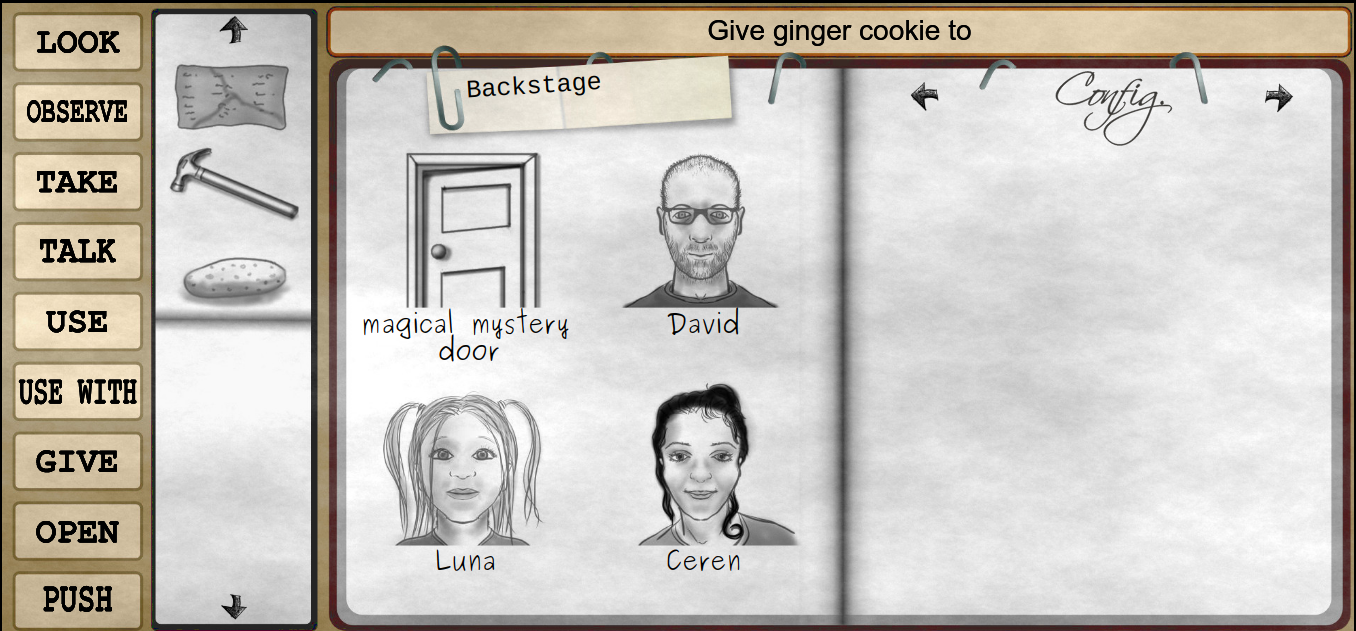 LOOK
OBSERVE
TAKE
TALK
USE
USE WITH
GIVE
OPEN
PUSH
Give ginger cookie to
Backstage
magical mystery
door
David
Luna
Ceren
Config.